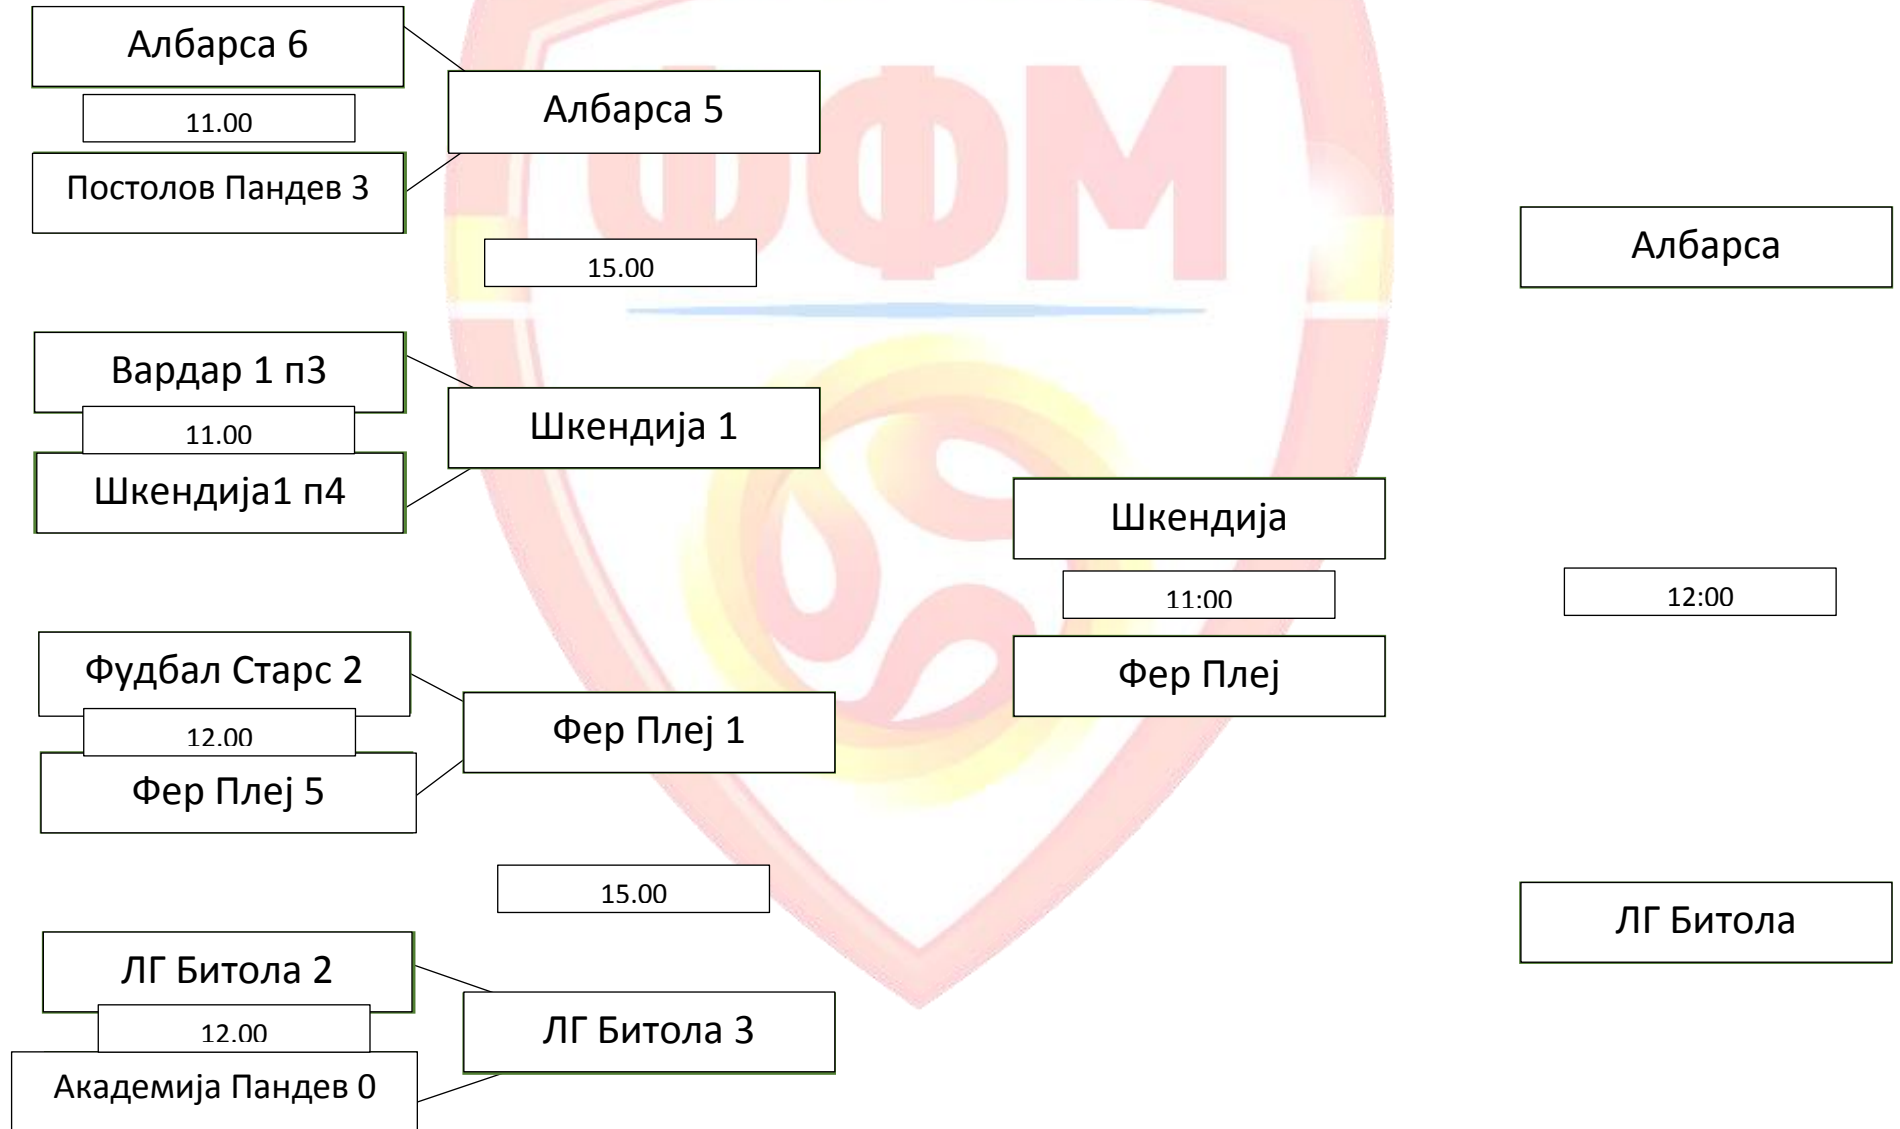 Албарса 6
11.00
Постолов Пандев 3
Албарса 5
15.00
Вардар 1 п3
11.00
Шкендија1 п4
Шкендија 1
Фудбал Старс 2
12.00
Фер Плеј 5
Фер Плеј 1
15.00
ЛГ Битола 2
12.00
Академија Пандев 0
ЛГ Битола 3
Шкендија
11:00
Фер Плеј
Албарса
12:00
ЛГ Битола
ФФМ